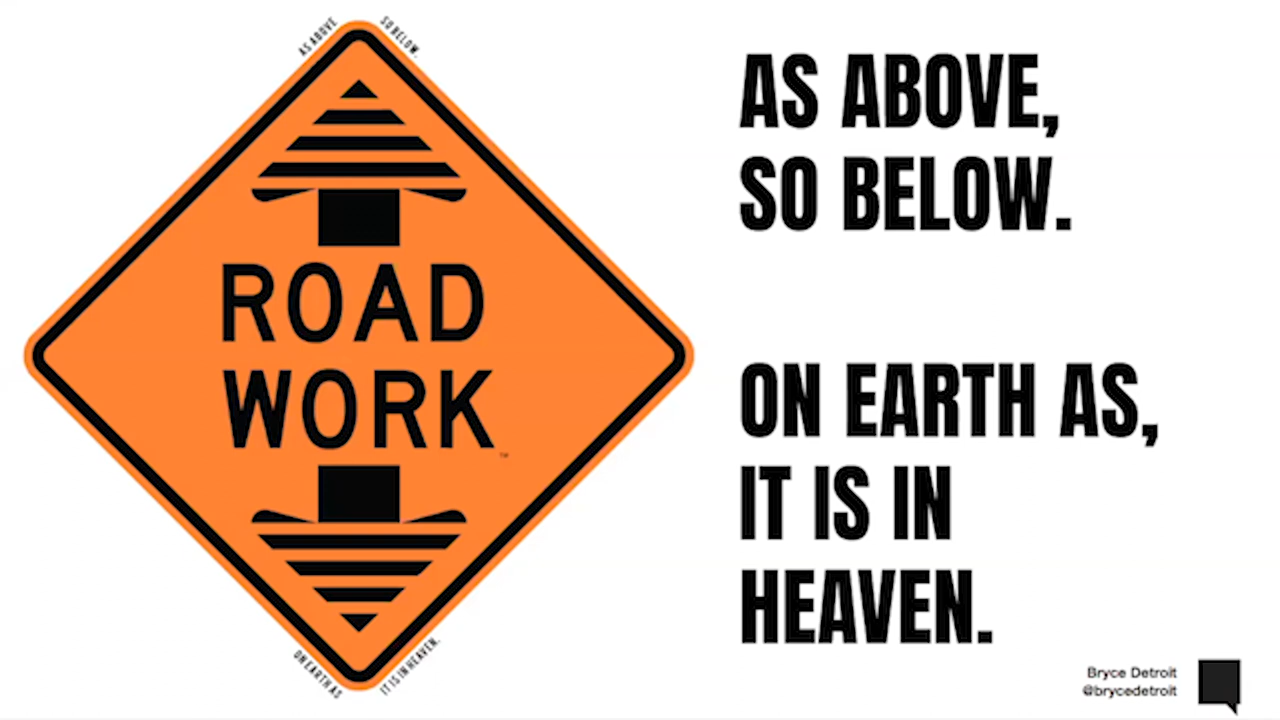 AS ABOVE,
SO BELOW.
ROAD
WORK™
ON EARTH AS
IT IS IN HEAVEN.
AS ABOVE,
SO BELOW.
ON EARTH AS,
IT IS IN
HEAVEN.
Bryce Detroit
@brycedetroit